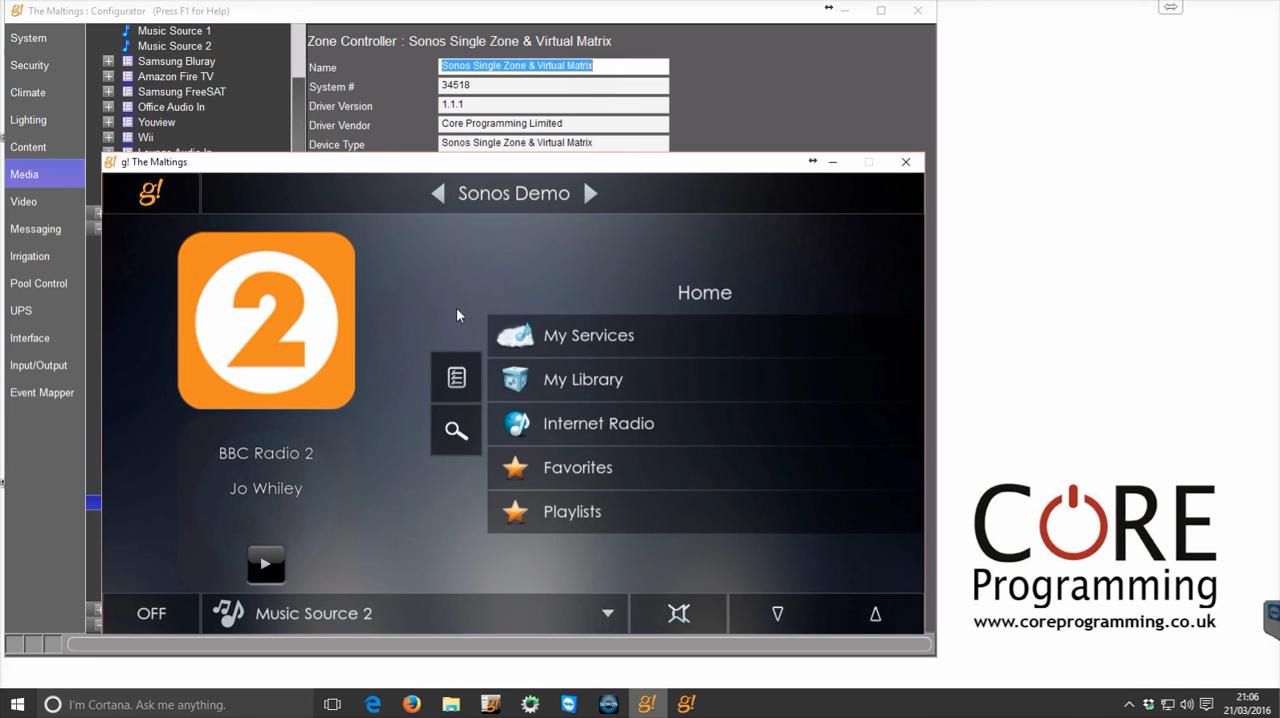 The Maltings : Configurator (Press F1 for Help)
System
Security
Climate
Lighting
Content
Media
Video
Messaging
Irrigation
Pool Control
UPS
Interface
Input/Output
Event Mapper
Music Source 1
Music Source 2
Samsung Bluray
Amazon Fire TV
Samsung FreeSAT
Office Audio In
Youview
Wii
Lounge Audio In
Zone Controller : Sonos Single Zone & Virtual Matrix
Name Sonos Single Zone & Virtual Matrix
System # 34518
Driver Version 1.1.1
Driver Vendor Core Programming Limited
Device Type Sonos Single Zone & Virtual Matrix
g! The Maltings
g!
Sonos Demo
2
BBC Radio 2
Jo Whiley
Home
My Services
My Library
Internet Radio
Favorites
Playlists
OFF
Music Source 2
CORE
Programming
www.coreprogramming.co.uk
I'm Cortana. Ask me anything.
SONOS
g!
g!
21:06
21/03/2016